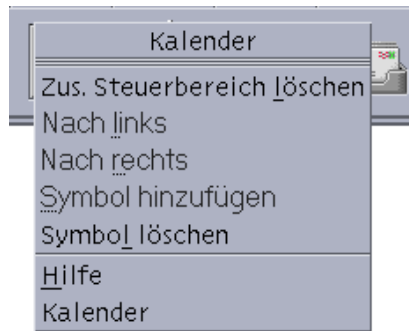 Kalender
Zus. Steuerbereich löschen
Nach links
Nach rechts
Symbol hinzufügen
Symbol löschen
Hilfe
Kalender